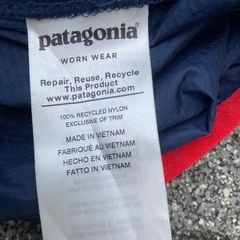 patagonia®
WORN WEAR
Repair, Reuse, Recycle
This Product
www.patagonia.com
100% RECYCLED NYLON
EXCLUSIVE OF TRIM
MADE IN VIETNAM
FABRIQUÉ AU VIETNAM
HECHO EN VIETNAM
FATTO IN VIETNAM